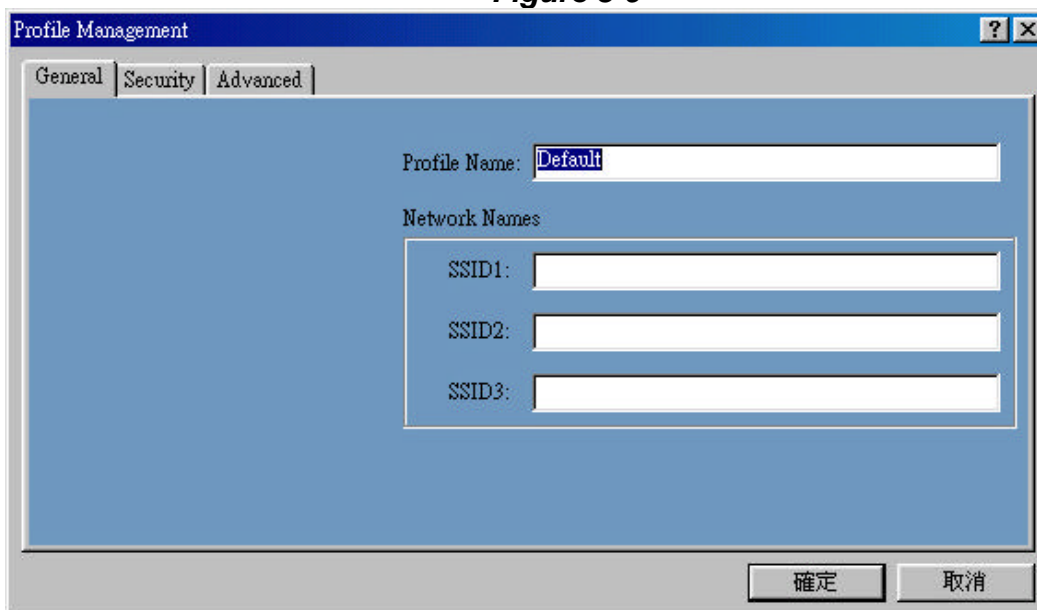 Profile Management
General Security Advanced
Profile Name: Default
Network Names
SSID1:
SSID2:
SSID3:
確定 取消